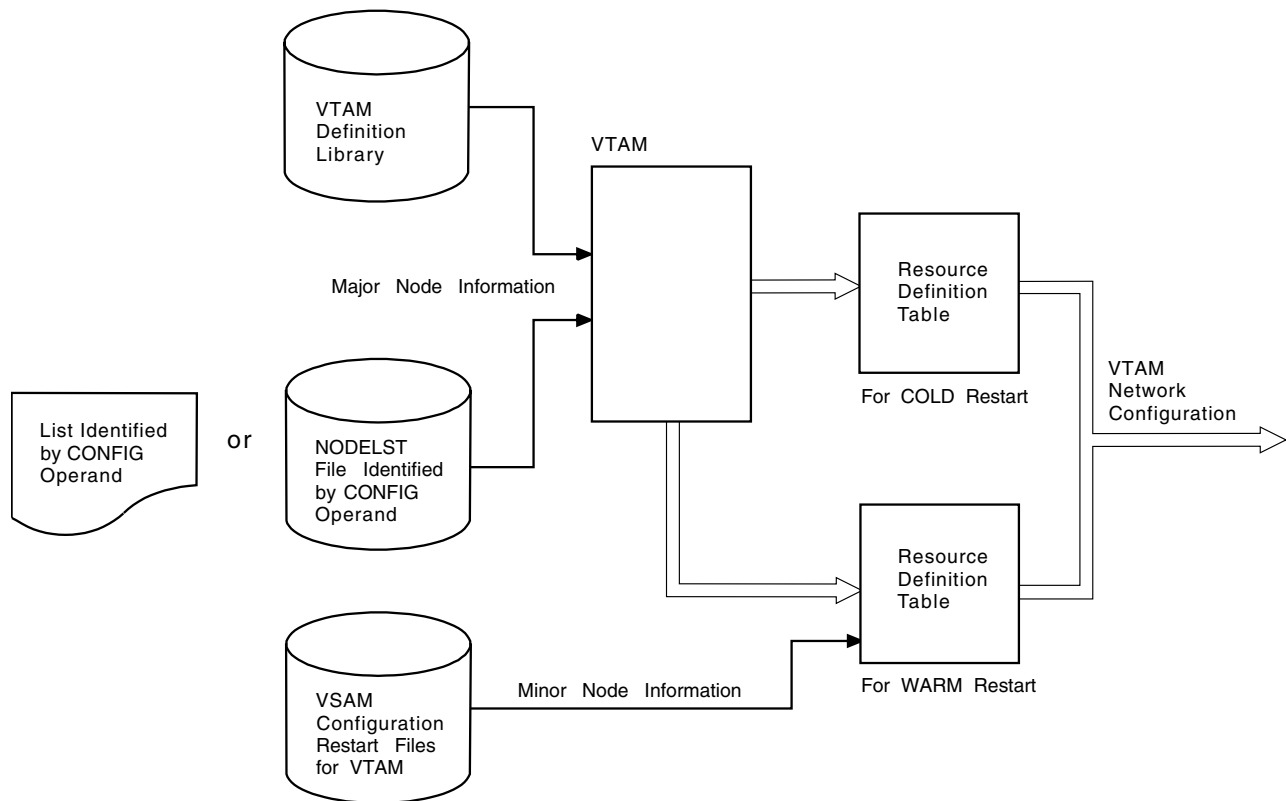 VTAM
Definition
Library
VTAM
Major Node Information
Resource
Definition
Table
For COLD Restart
VTAM
Network
Configuration
List Identified
by CONFIG
Operand
or
NODELST
File Identified
by CONFIG
Operand
Resource
Definition
Table
For WARM Restart
VSAM
Configuration
Restart Files
for VTAM
Minor Node Information